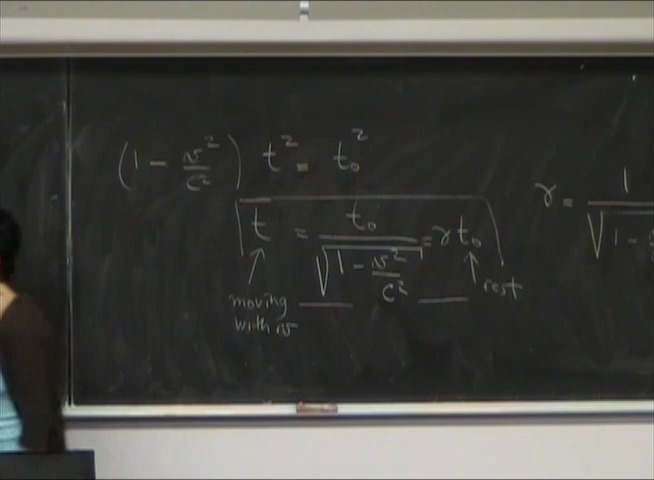 (1 - v²/c²) t² = t₀²
t = t₀/√(1 - v²/c²) = γt₀
γ = 1/√(1 -
moving
with v
rest